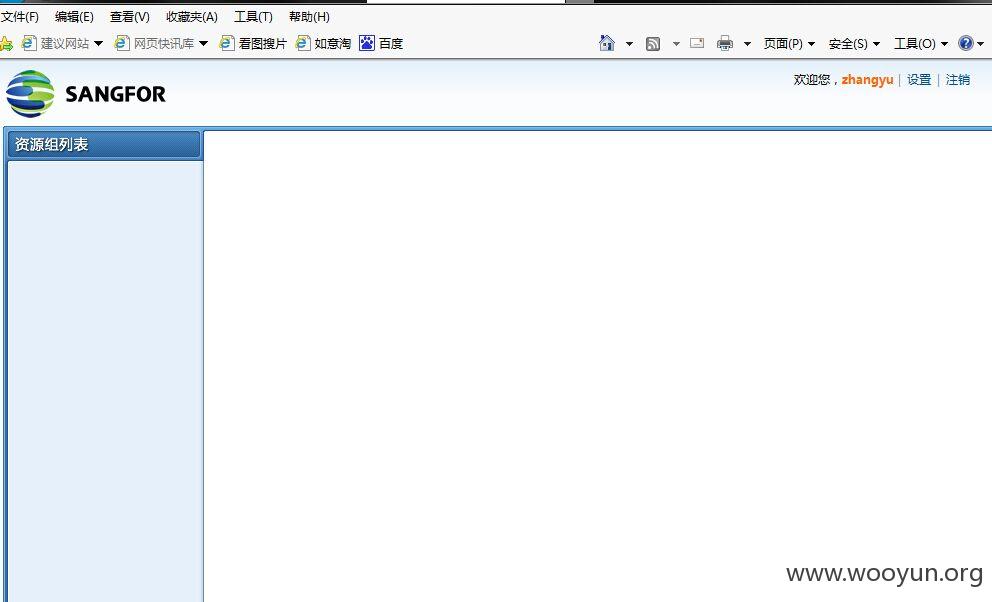 文件(F) 编辑(E) 查看(V) 收藏夹(A) 工具(T) 帮助(H)
建议网站 网页快讯库 看图搜片 如意淘 百度 页面(P) 安全(S) 工具(O)
SANGFOR 欢迎您，zhangyu | 设置 | 注销
资源组列表
www.wooyun.org